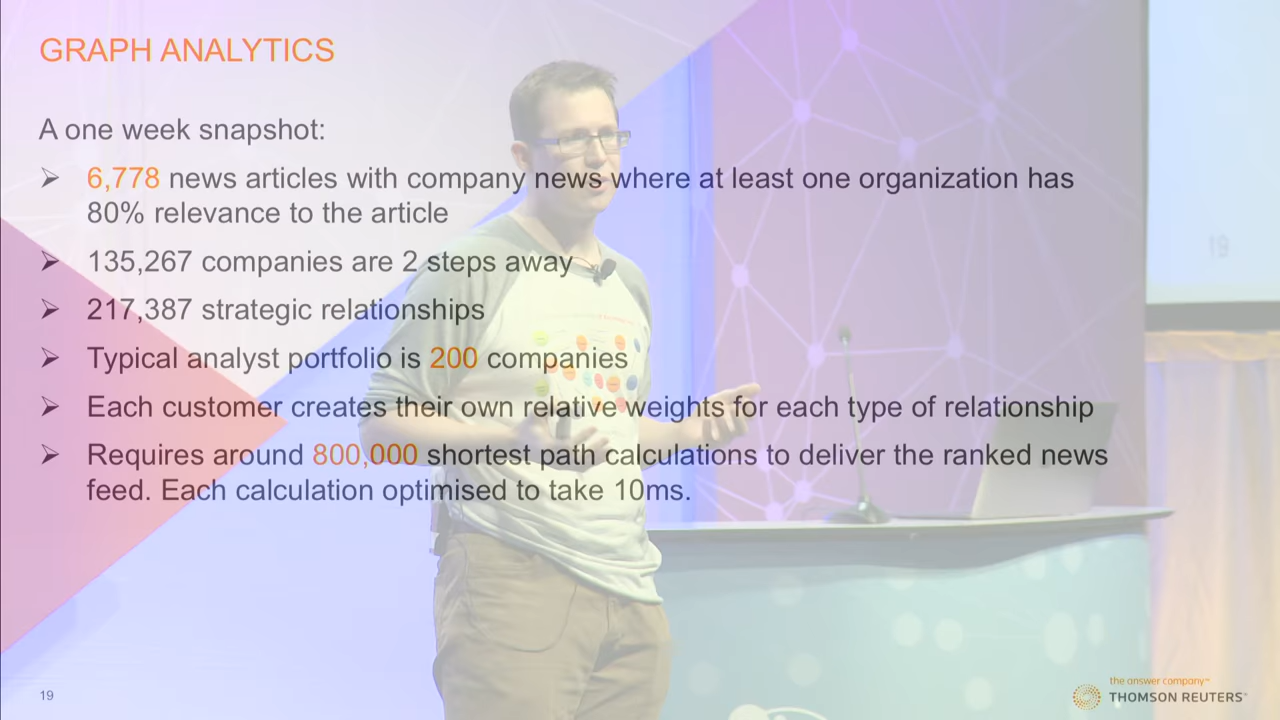 GRAPH ANALYTICS
A one week snapshot:
➢ 6,778 news articles with company news where at least one organization has
80% relevance to the article
➢ 135,267 companies are 2 steps away
➢ 217,387 strategic relationships
➢ Typical analyst portfolio is 200 companies
➢ Each customer creates their own relative weights for each type of relationship
➢ Requires around 800,000 shortest path calculations to deliver the ranked news
feed. Each calculation optimised to take 10ms.
19
19
the answer company™
THOMSON REUTERS™